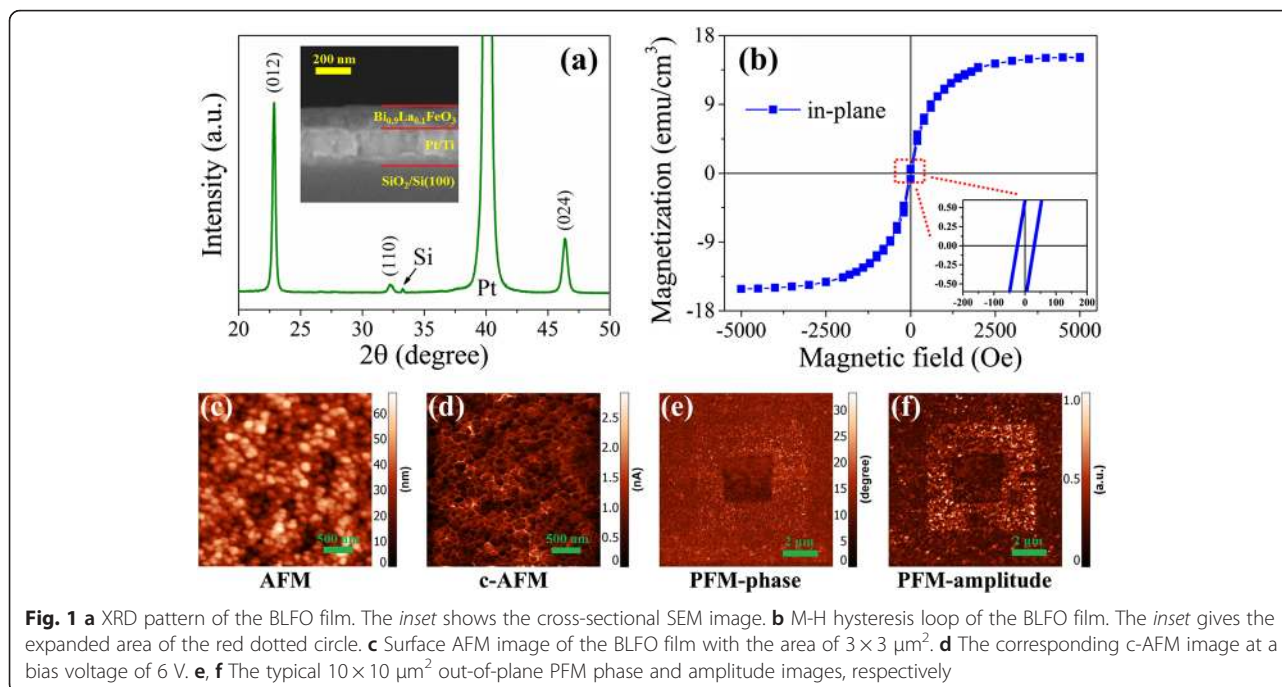 (a)
200 nm
Bi₀.₉La₀.₁FeO₃
Pt/Ti
SiO₂/Si(100)
(012)
(110)
Si
Pt
(024)
Intensity (a.u.)
20 25 30 35 40 45 50
2θ (degree)
(b)
in-plane
18
9
0
-9
-18
Magnetization (emu/cm³)
0.50
0.25
0.00
-0.25
-0.50
-200 -100 0 100 200
-5000 -2500 0 2500 5000
Magnetic field (Oe)
(c)
500 nm
60
50
40
30
20
10
0
(nm)
AFM
(d)
500 nm
2.5
2.0
1.5
1.0
0.5
0.0
(nA)
c-AFM
(e)
2 μm
30
25
20
15
10
5
0
(degree)
PFM-phase
(f)
2 μm
1.0
0.5
0
(a.u.)
PFM-amplitude
Fig. 1 a XRD pattern of the BLFO film. The inset shows the cross-sectional SEM image. b M-H hysteresis loop of the BLFO film. The inset gives the
expanded area of the red dotted circle. c Surface AFM image of the BLFO film with the area of 3 × 3 μm². d The corresponding c-AFM image at a
bias voltage of 6 V. e, f The typical 10 × 10 μm² out-of-plane PFM phase and amplitude images, respectively